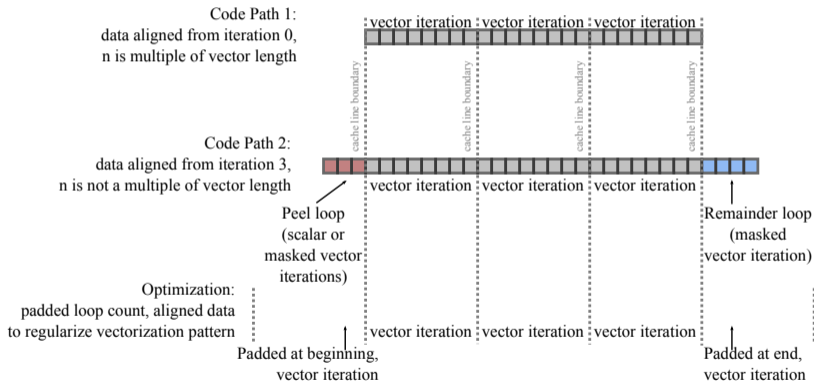 Code Path 1:
data aligned from iteration 0,
n is multiple of vector length
vector iteration vector iteration vector iteration
cache line boundary
cache line boundary
cache line boundary
cache line boundary
Code Path 2:
data aligned from iteration 3,
n is not a multiple of vector length
vector iteration vector iteration vector iteration
Peel loop
(scalar or
masked vector
iterations)
Remainder loop
(masked
vector iteration)
Optimization:
padded loop count, aligned data
to regularize vectorization pattern
vector iteration vector iteration vector iteration
Padded at beginning,
vector iteration
Padded at end,
vector iteration